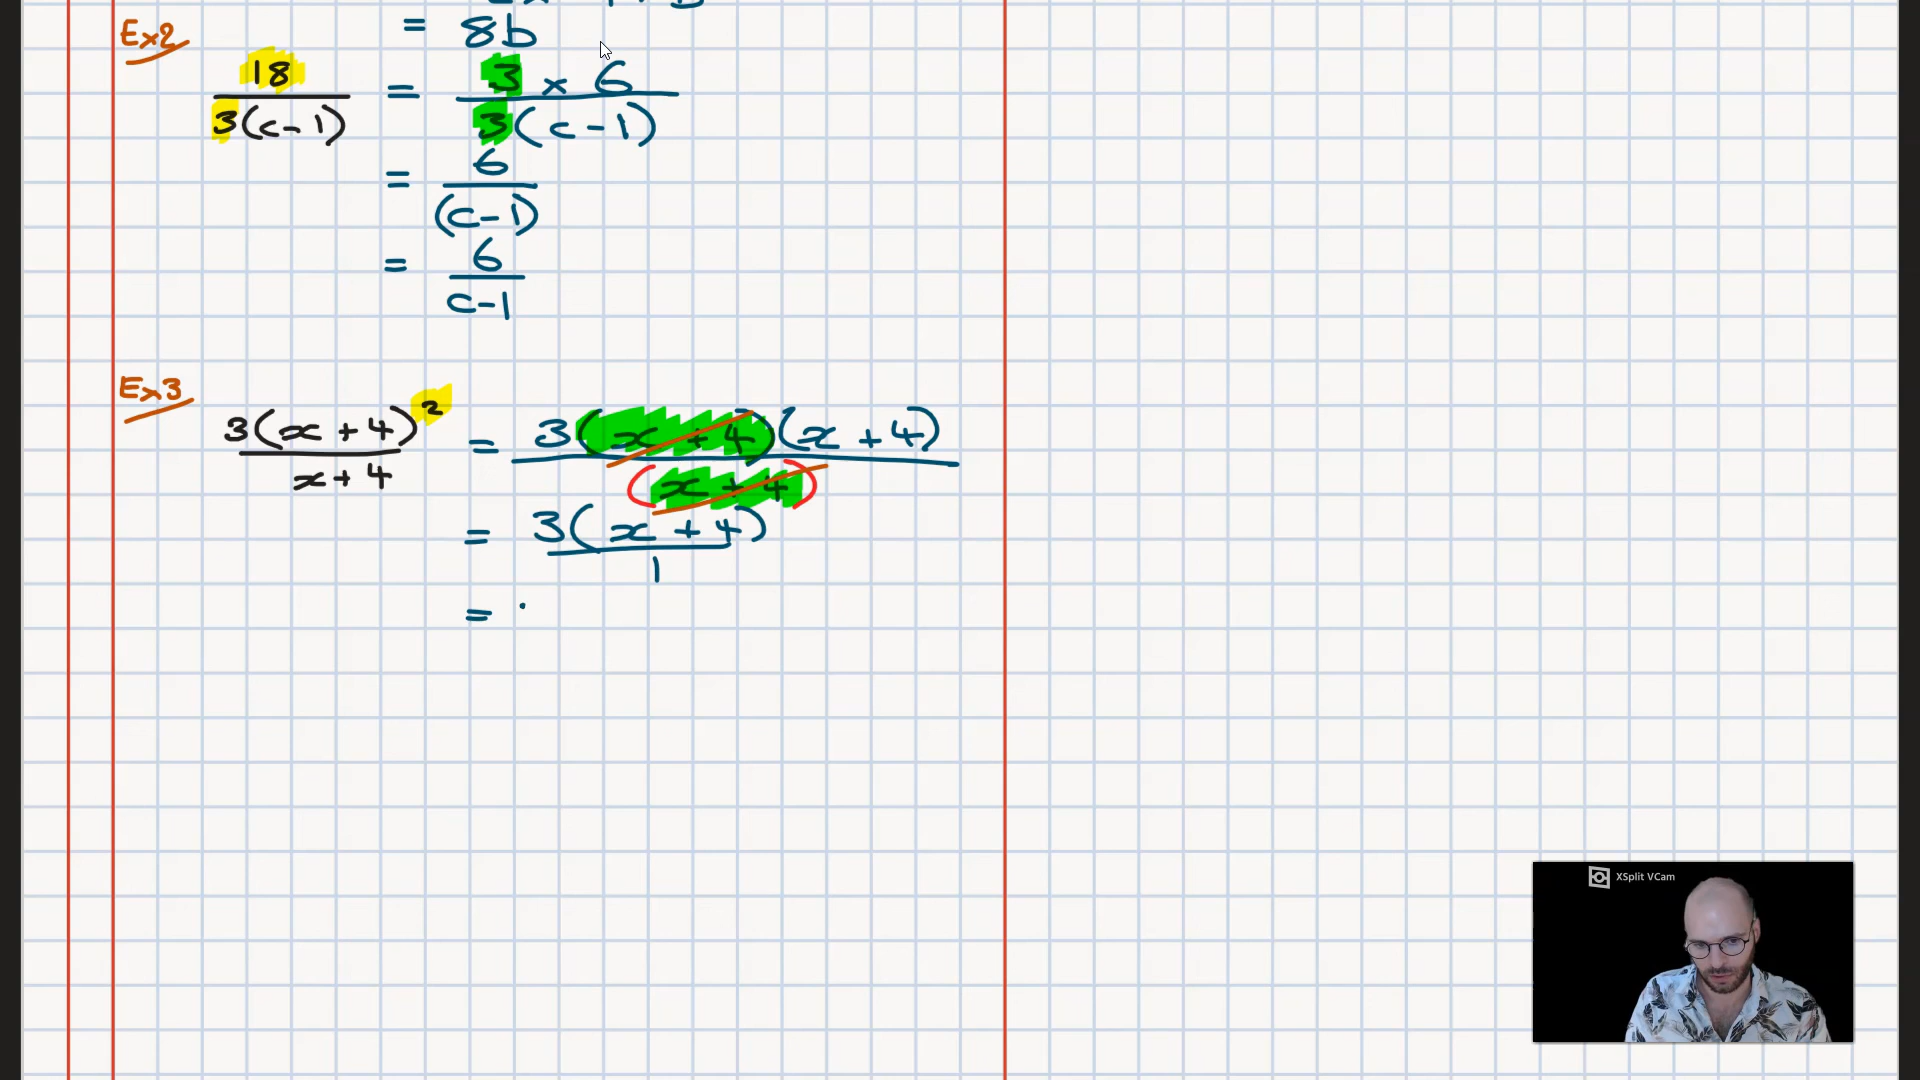 = 8b
Ex2
18 / 3(c-1) = 3 × 6 / 3(c-1)
= 6 / (c-1)
= 6 / c-1
Ex3
3(x+4)² / x+4 = 3(x+4)(x+4) / (x+4)
= 3(x+4) / 1
=
XSplit VCam